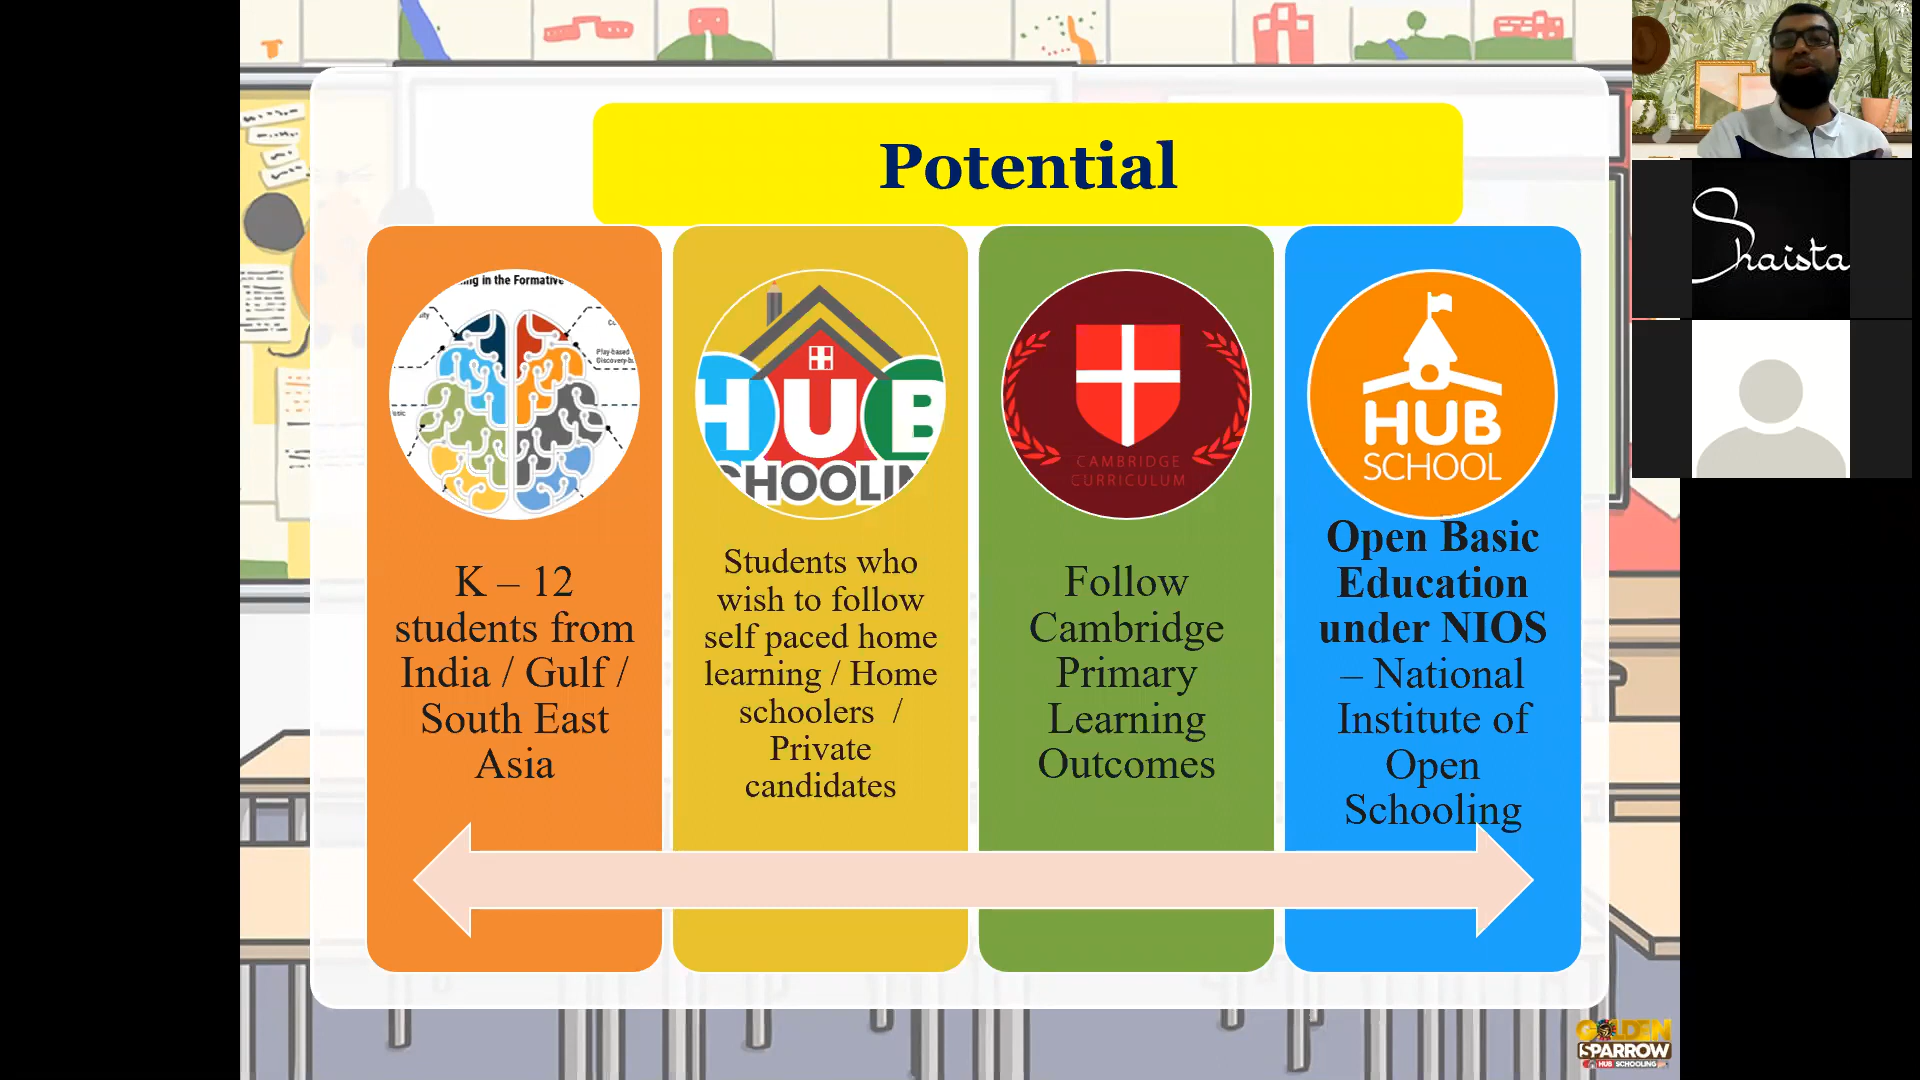 Potential
ing in the Formative
Play-based
HUB
CHOOLIN
CAMBRIDGE
CURRICULUM
HUB
SCHOOL
K – 12
students from
India / Gulf /
South East
Asia
Students who
wish to follow
self paced home
learning / Home
schoolers /
Private
candidates
Follow
Cambridge
Primary
Learning
Outcomes
Open Basic
Education
under NIOS
– National
Institute of
Open
Schooling
Shaista
GOLDEN
SPARROW
HUB SCHOOLING